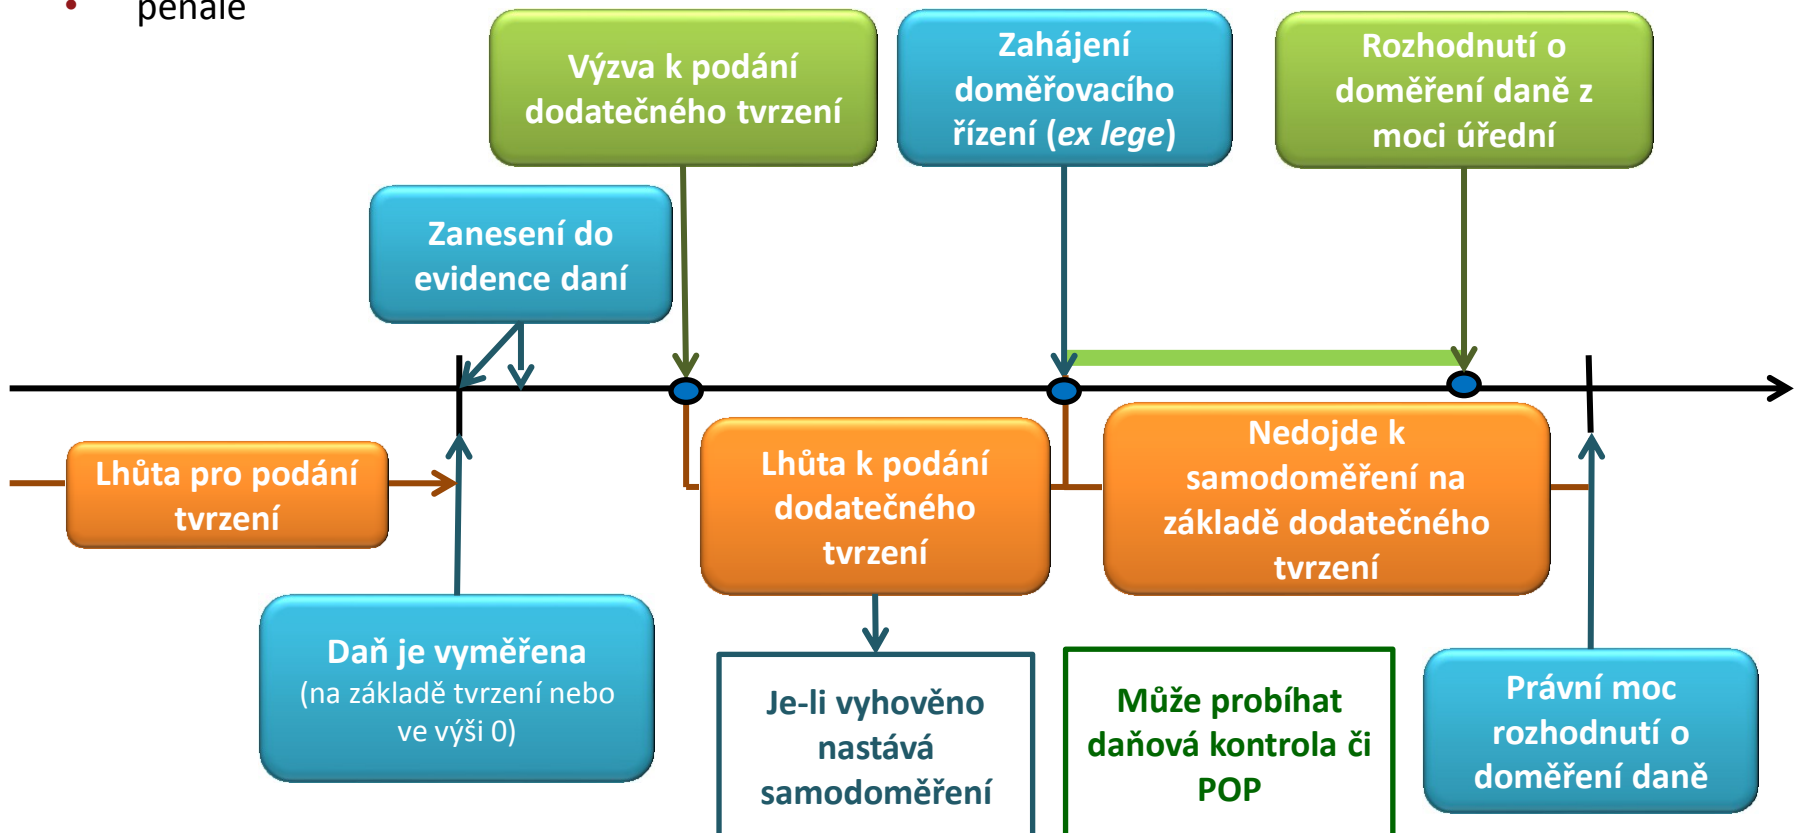 • penále
Výzva k podání
dodatečného tvrzení
Zahájení
doměřovacího
řízení (ex lege)
Rozhodnutí o
doměření daně z
moci úřední
Zanesení do
evidence daní
Lhůta pro podání
tvrzení
Lhůta k podání
dodatečného
tvrzení
Nedojde k
samodoměření na
základě dodatečného
tvrzení
Daň je vyměřena
(na základě tvrzení nebo
ve výši 0)
Je-li vyhověno
nastává
samodoměření
Může probíhat
daňová kontrola či
POP
Právní moc
rozhodnutí o
doměření daně